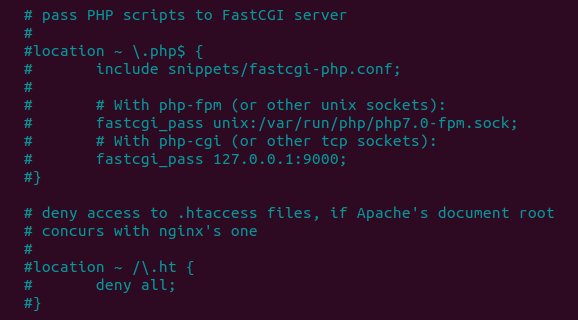 # pass PHP scripts to FastCGI server
#
#location ~ \.php$ {
#       include snippets/fastcgi-php.conf;
#
#       # With php-fpm (or other unix sockets):
#       fastcgi_pass unix:/var/run/php/php7.0-fpm.sock;
#       # With php-cgi (or other tcp sockets):
#       fastcgi_pass 127.0.0.1:9000;
#}

# deny access to .htaccess files, if Apache's document root
# concurs with nginx's one
#
#location ~ /\.ht {
#       deny all;
#}